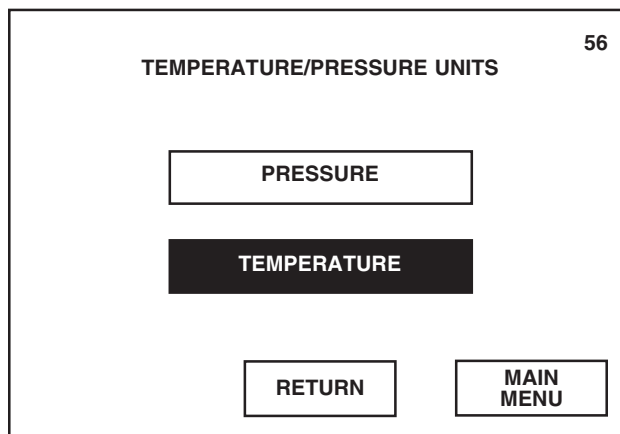 56
TEMPERATURE/PRESSURE UNITS
PRESSURE
TEMPERATURE
RETURN
MAIN
MENU